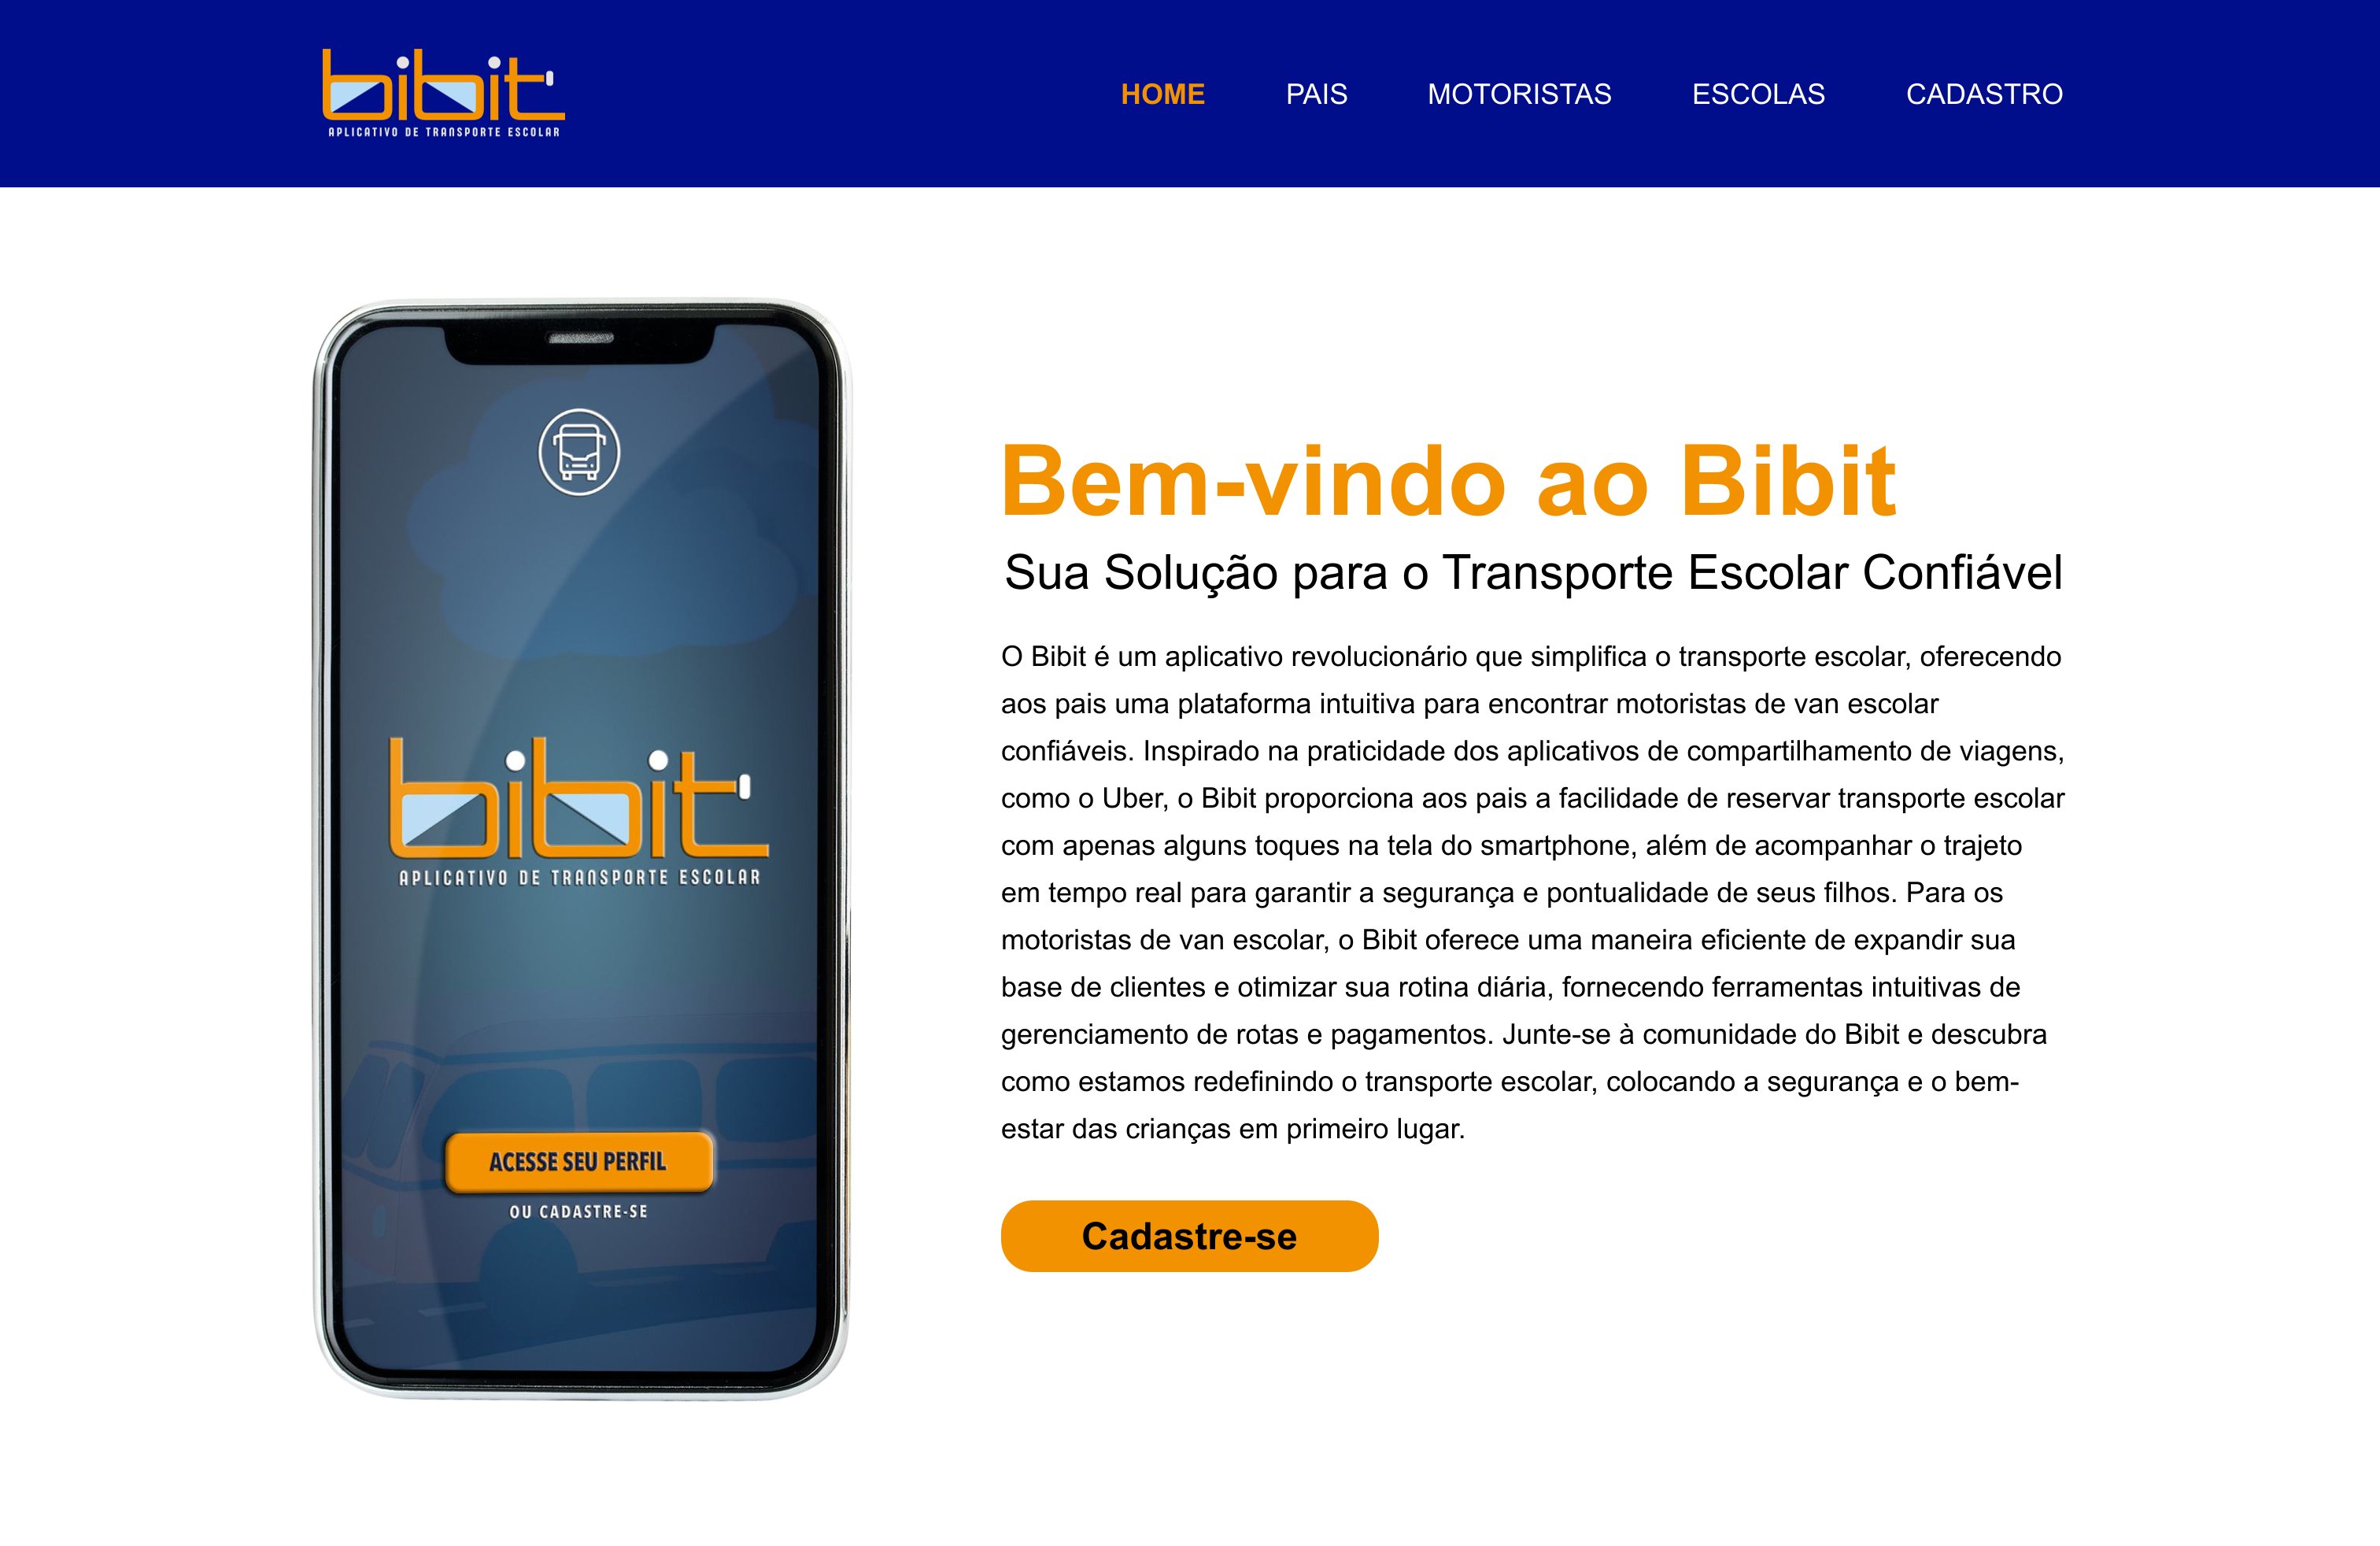 bibit
APLICATIVO DE TRANSPORTE ESCOLAR
HOME PAIS MOTORISTAS ESCOLAS CADASTRO
bibit
APLICATIVO DE TRANSPORTE ESCOLAR
ACESSE SEU PERFIL
OU CADASTRE-SE
Bem-vindo ao Bibit
Sua Solução para o Transporte Escolar Confiável
O Bibit é um aplicativo revolucionário que simplifica o transporte escolar, oferecendo
aos pais uma plataforma intuitiva para encontrar motoristas de van escolar
confiáveis. Inspirado na praticidade dos aplicativos de compartilhamento de viagens,
como o Uber, o Bibit proporciona aos pais a facilidade de reservar transporte escolar
com apenas alguns toques na tela do smartphone, além de acompanhar o trajeto
em tempo real para garantir a segurança e pontualidade de seus filhos. Para os
motoristas de van escolar, o Bibit oferece uma maneira eficiente de expandir sua
base de clientes e otimizar sua rotina diária, fornecendo ferramentas intuitivas de
gerenciamento de rotas e pagamentos. Junte-se à comunidade do Bibit e descubra
como estamos redefinindo o transporte escolar, colocando a segurança e o bem-
estar das crianças em primeiro lugar.
Cadastre-se